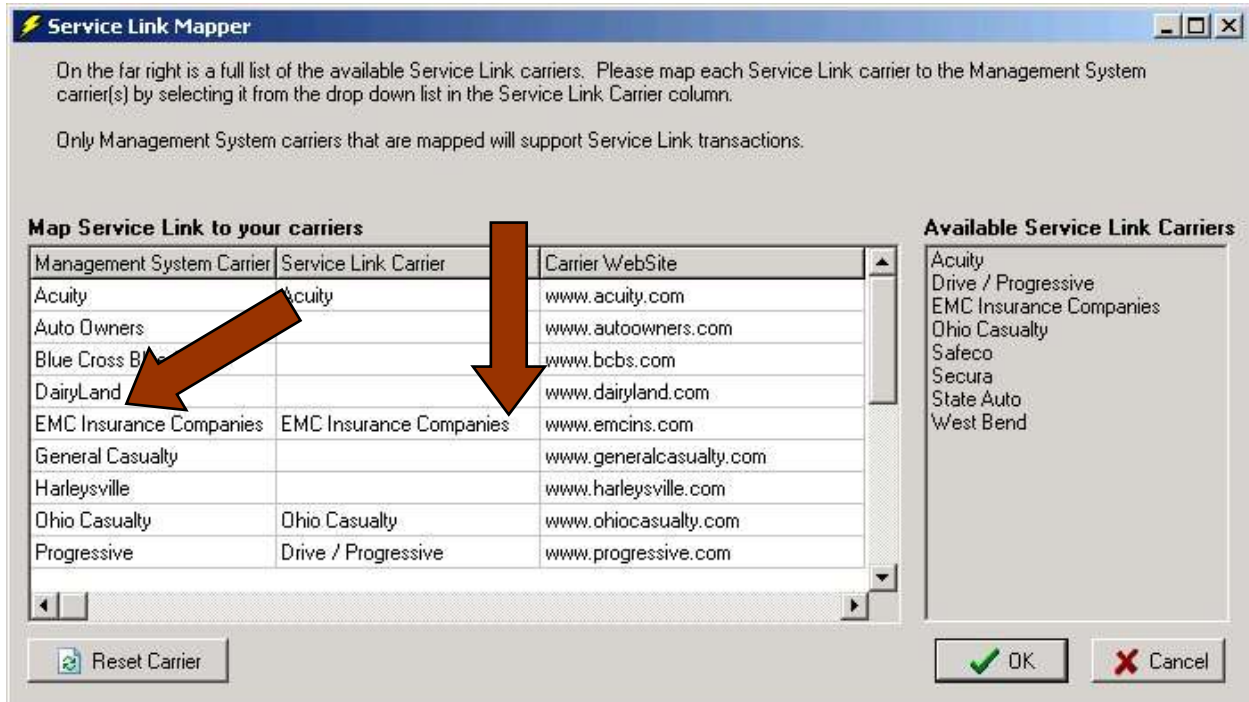 Service Link Mapper
On the far right is a full list of the available Service Link carriers. Please map each Service Link carrier to the Management System
carrier(s) by selecting it from the drop down list in the Service Link Carrier column.
Only Management System carriers that are mapped will support Service Link transactions.
Map Service Link to your carriers
Management System Carrier Service Link Carrier Carrier WebSite
Acuity Acuity www.acuity.com
Auto Owners www.autoowners.com
Blue Cross www.bcbs.com
DairyLand www.dairyland.com
EMC Insurance Companies EMC Insurance Companies www.emcins.com
General Casualty www.generalcasualty.com
Harleysville www.harleysville.com
Ohio Casualty Ohio Casualty www.ohiocasualty.com
Progressive Drive / Progressive www.progressive.com
Available Service Link Carriers
Acuity
Drive / Progressive
EMC Insurance Companies
Ohio Casualty
Safeco
Secura
State Auto
West Bend
Reset Carrier
OK
Cancel